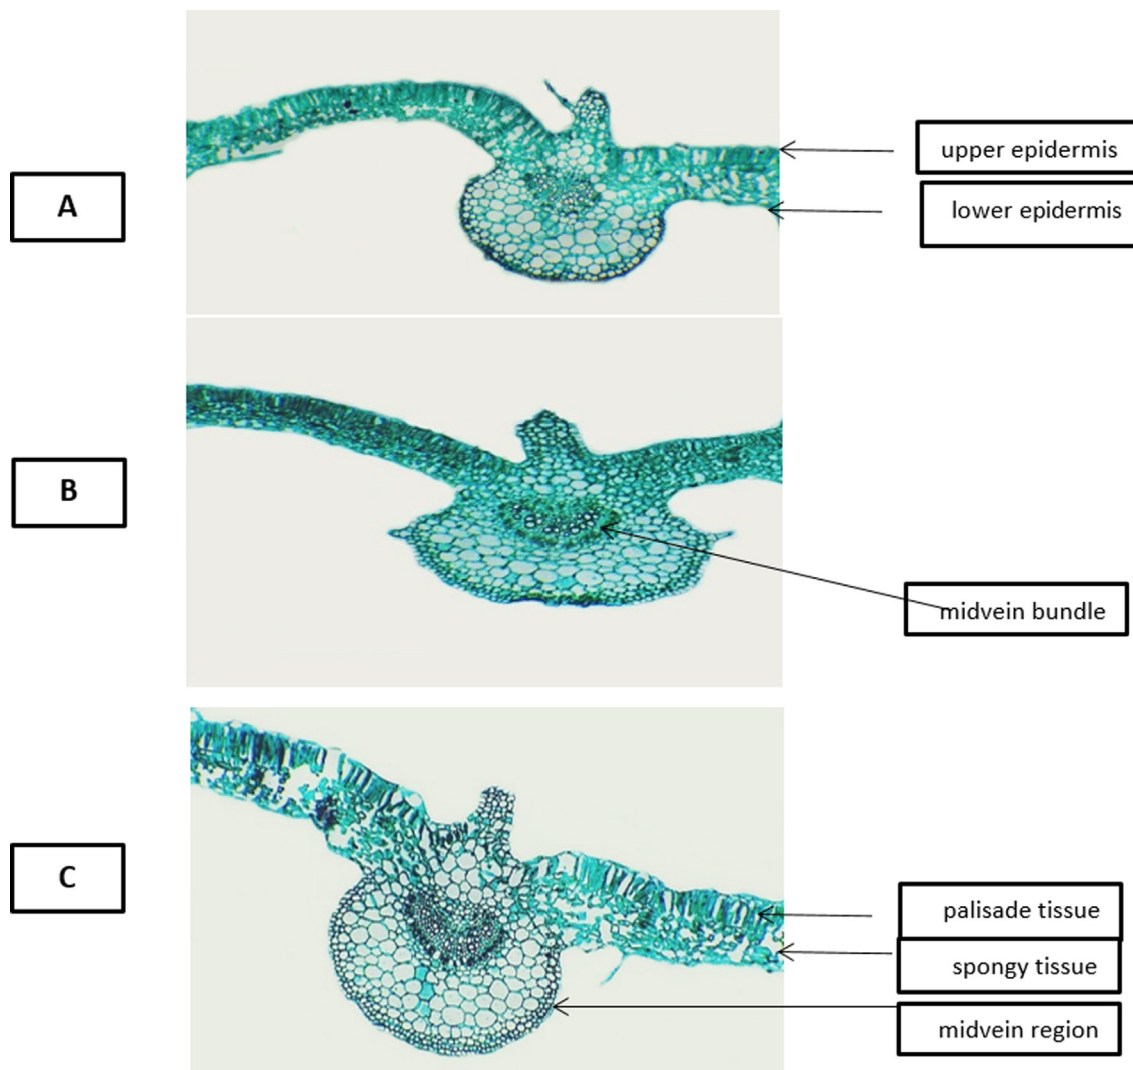 A
upper epidermis
lower epidermis
B
midvein bundle
C
palisade tissue
spongy tissue
midvein region